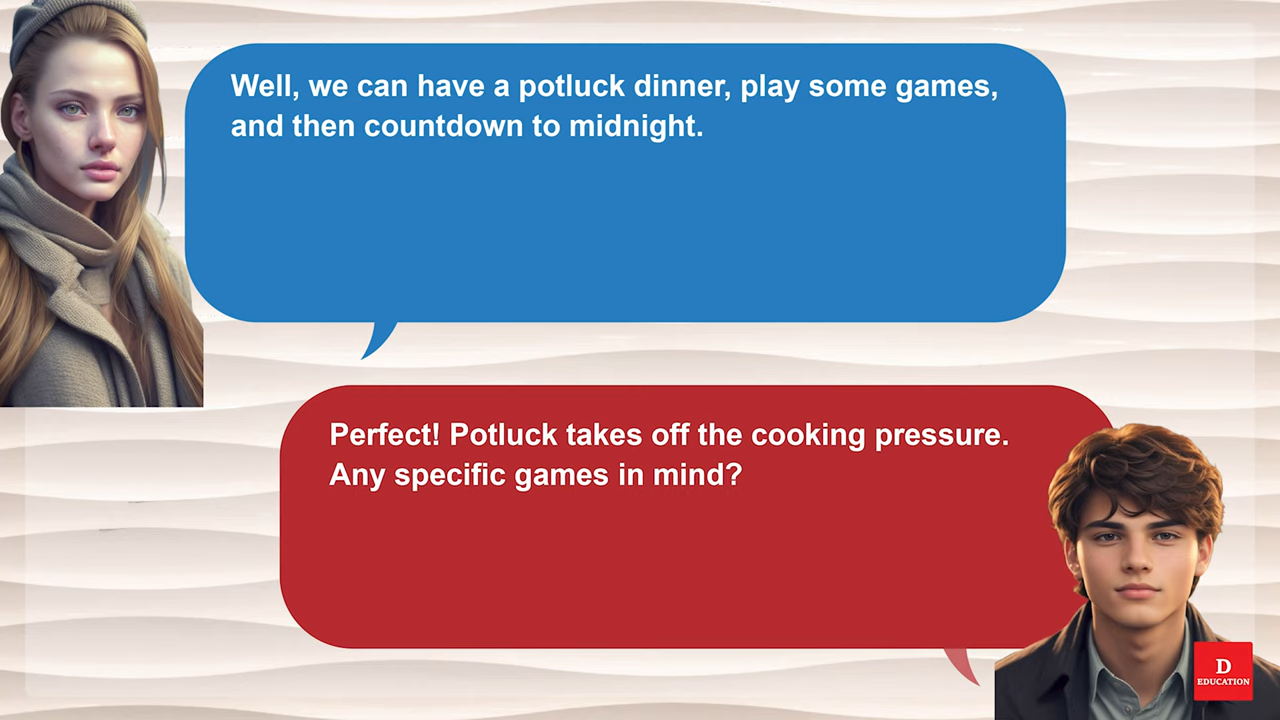 Well, we can have a potluck dinner, play some games,
and then countdown to midnight.
Perfect! Potluck takes off the cooking pressure.
Any specific games in mind?
D
EDUCATION